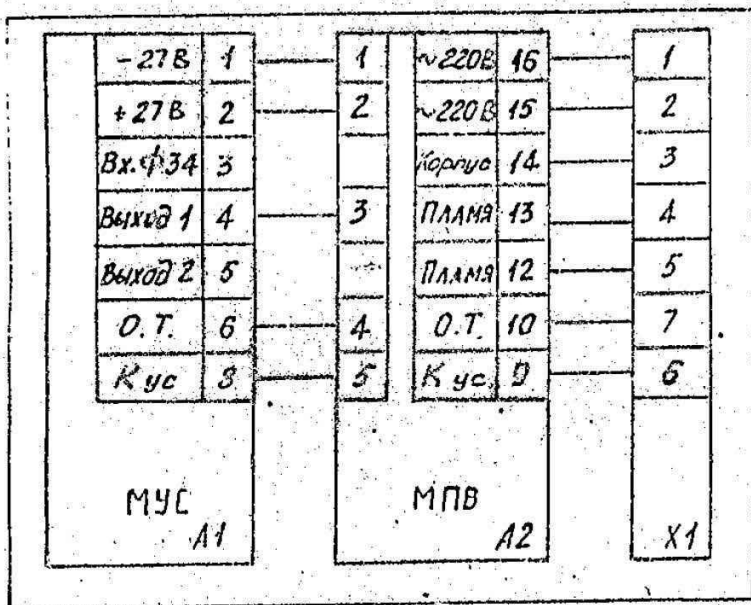 -27В 1 1 ~220В 16 1
+27В 2 2 ~220В 15 2
Вх.Ф34 3 Корпус 14 3
Выход 1 4 3 Пламя 13 4
Выход 2 5 Пламя 12 5
О.Т. 6 4 О.Т. 10 7
К ус 8 5 К ус. 9 6
МУС МПВ
А1 А2 Х1